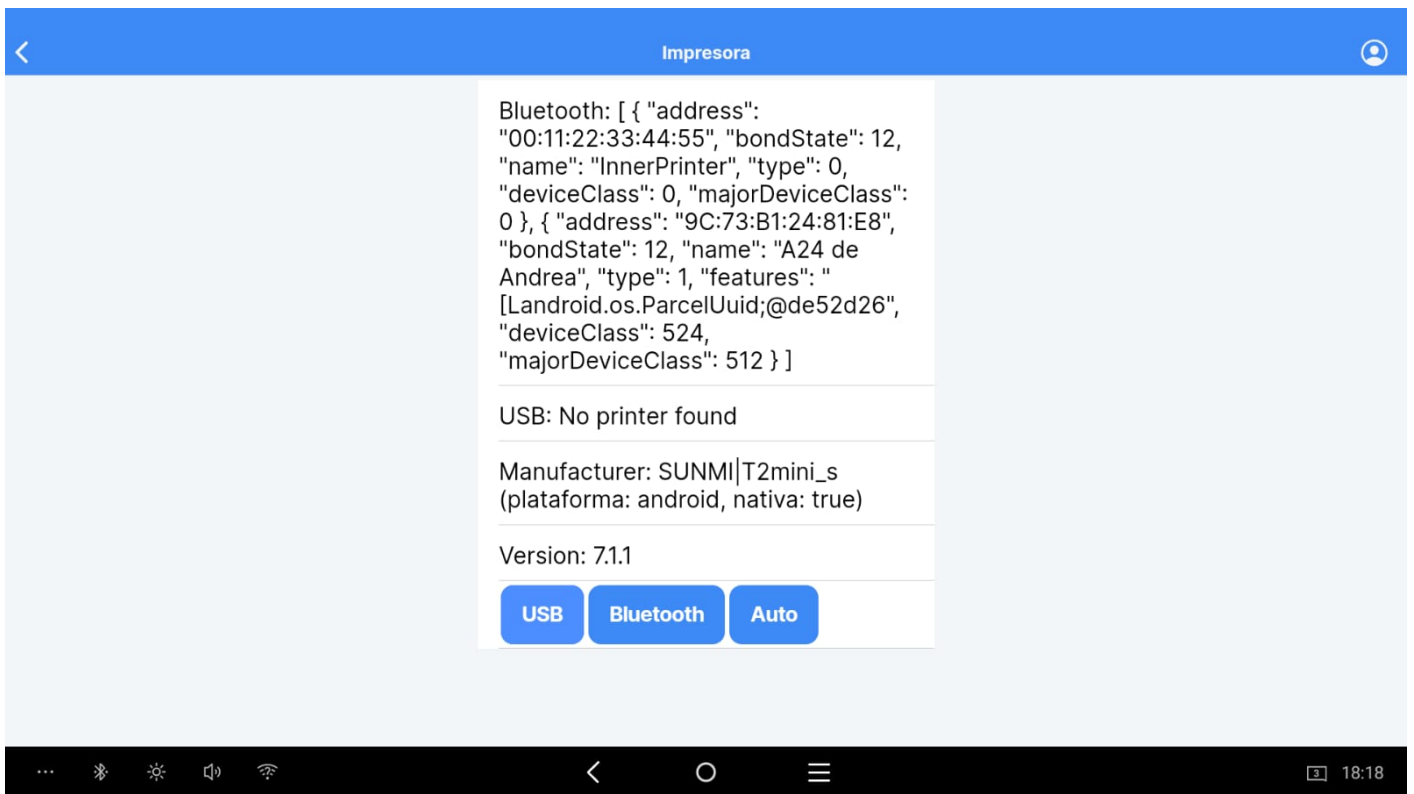 Impresora
Bluetooth: [ { "address":
"00:11:22:33:44:55", "bondState": 12,
"name": "InnerPrinter", "type": 0,
"deviceClass": 0, "majorDeviceClass":
0 }, { "address": "9C:73:B1:24:81:E8",
"bondState": 12, "name": "A24 de
Andrea", "type": 1, "features": "
[Landroid.os.ParcelUuid;@de52d26",
"deviceClass": 524,
"majorDeviceClass": 512 } ]
USB: No printer found
Manufacturer: SUNMI|T2mini_s
(plataforma: android, nativa: true)
Version: 7.1.1
USB Bluetooth Auto
3 18:18